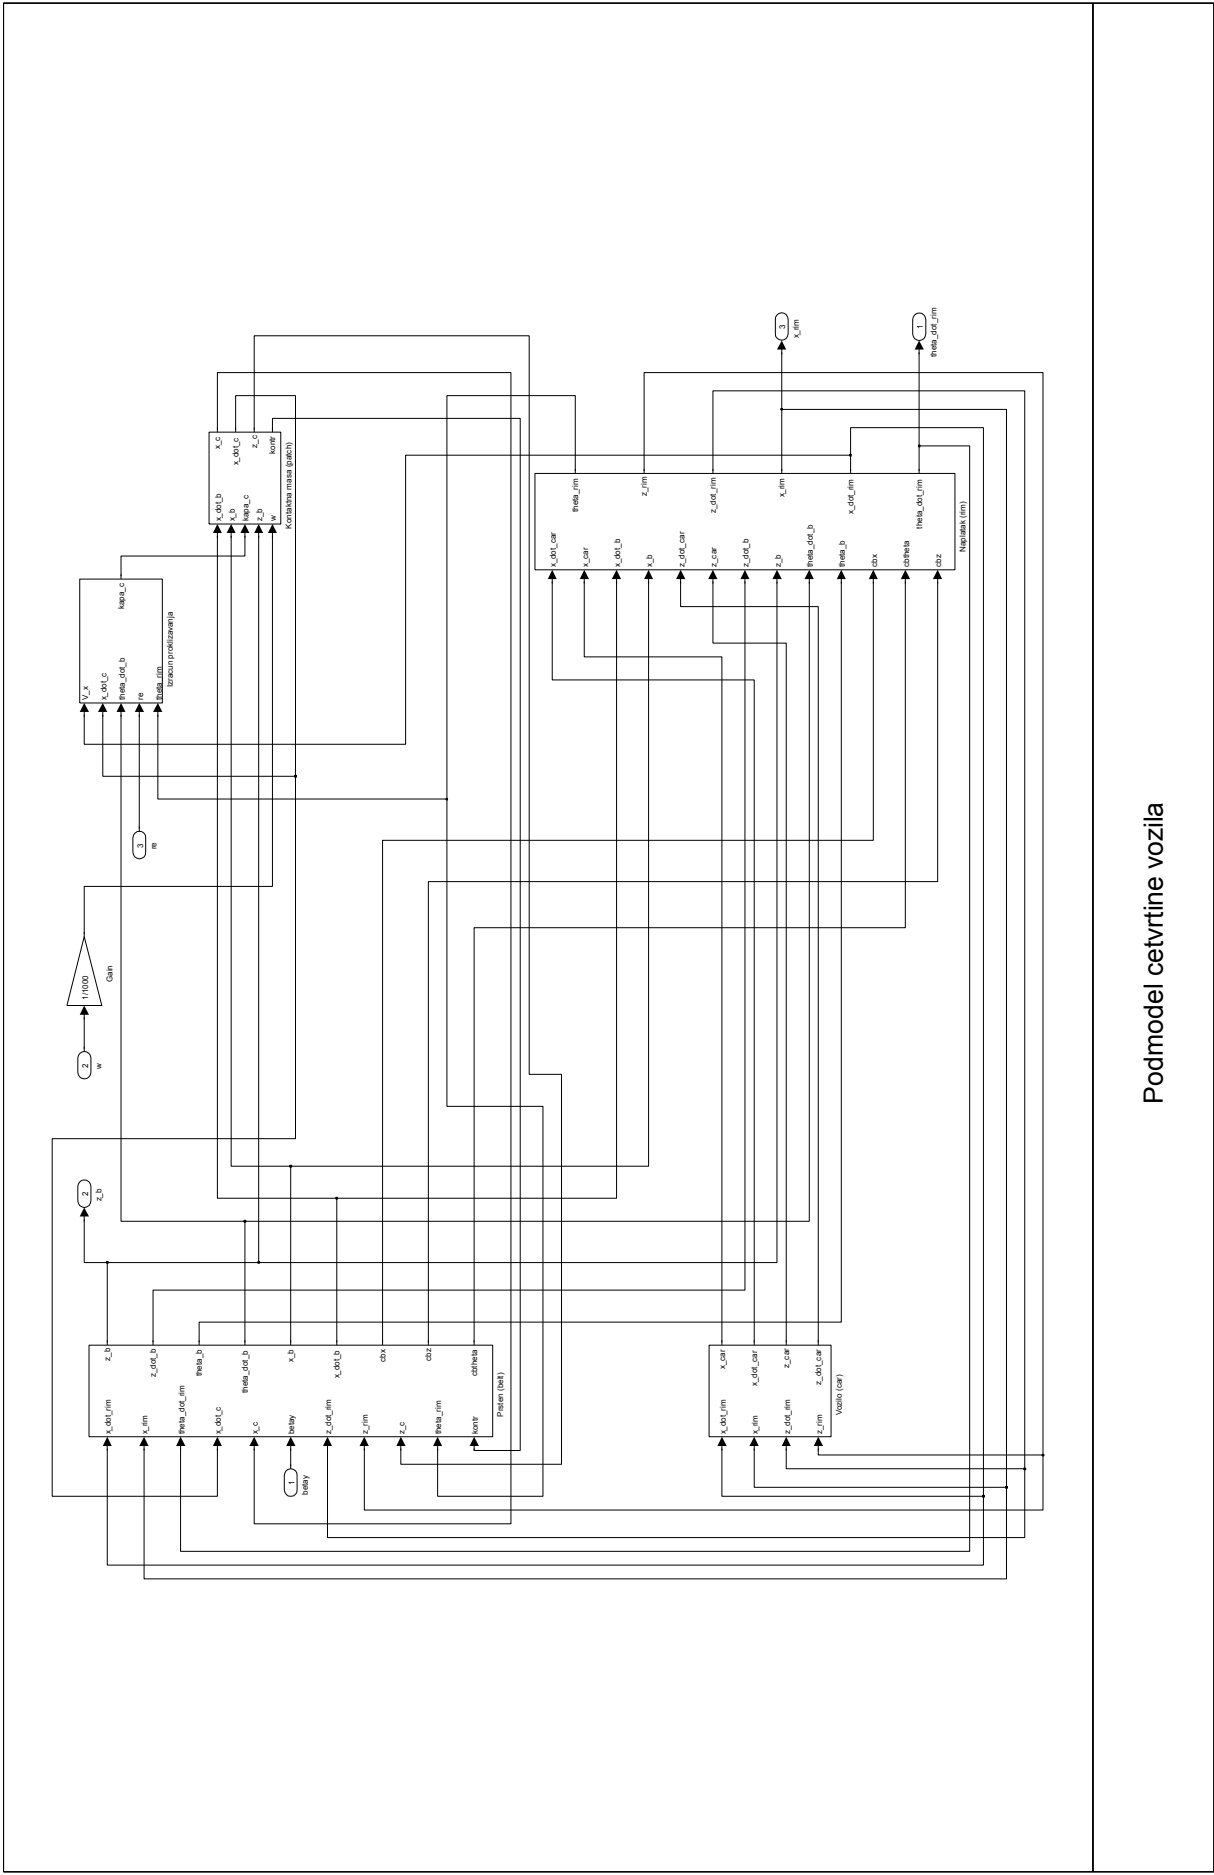 x_dot_rim
x_rim
theta_dot_rim
x_dot_c
x_c
betay
z_dot_rim
z_rim
z_c
theta_rim
kontr
z_b
z_dot_b
theta_b
theta_dot_b
x_b
x_dot_b
cbx
cbz
cbtheta
Prsten (belt)
1
betay
2
z_b
2
w
1/1000
Gain
3
re
V_x
x_dot_c
theta_dot_b
re
theta_rim
kapa_c
Izracun proklizavanja
x_dot_b
x_b
kapa_c
z_b
w
x_c
x_dot_c
z_c
kontr
Kontaktna masa (patch)
x_dot_rim
x_rim
z_dot_rim
z_rim
x_car
x_dot_car
z_car
z_dot_car
Vozilo (car)
x_dot_car
x_car
x_dot_b
x_b
z_dot_car
z_car
z_dot_b
z_b
theta_dot_b
theta_b
cbx
cbtheta
cbz
theta_rim
z_rim
z_dot_rim
x_rim
x_dot_rim
theta_dot_rim
Naplatak (rim)
3
x_rim
1
theta_dot_rim
Podmodel cetvrtine vozila